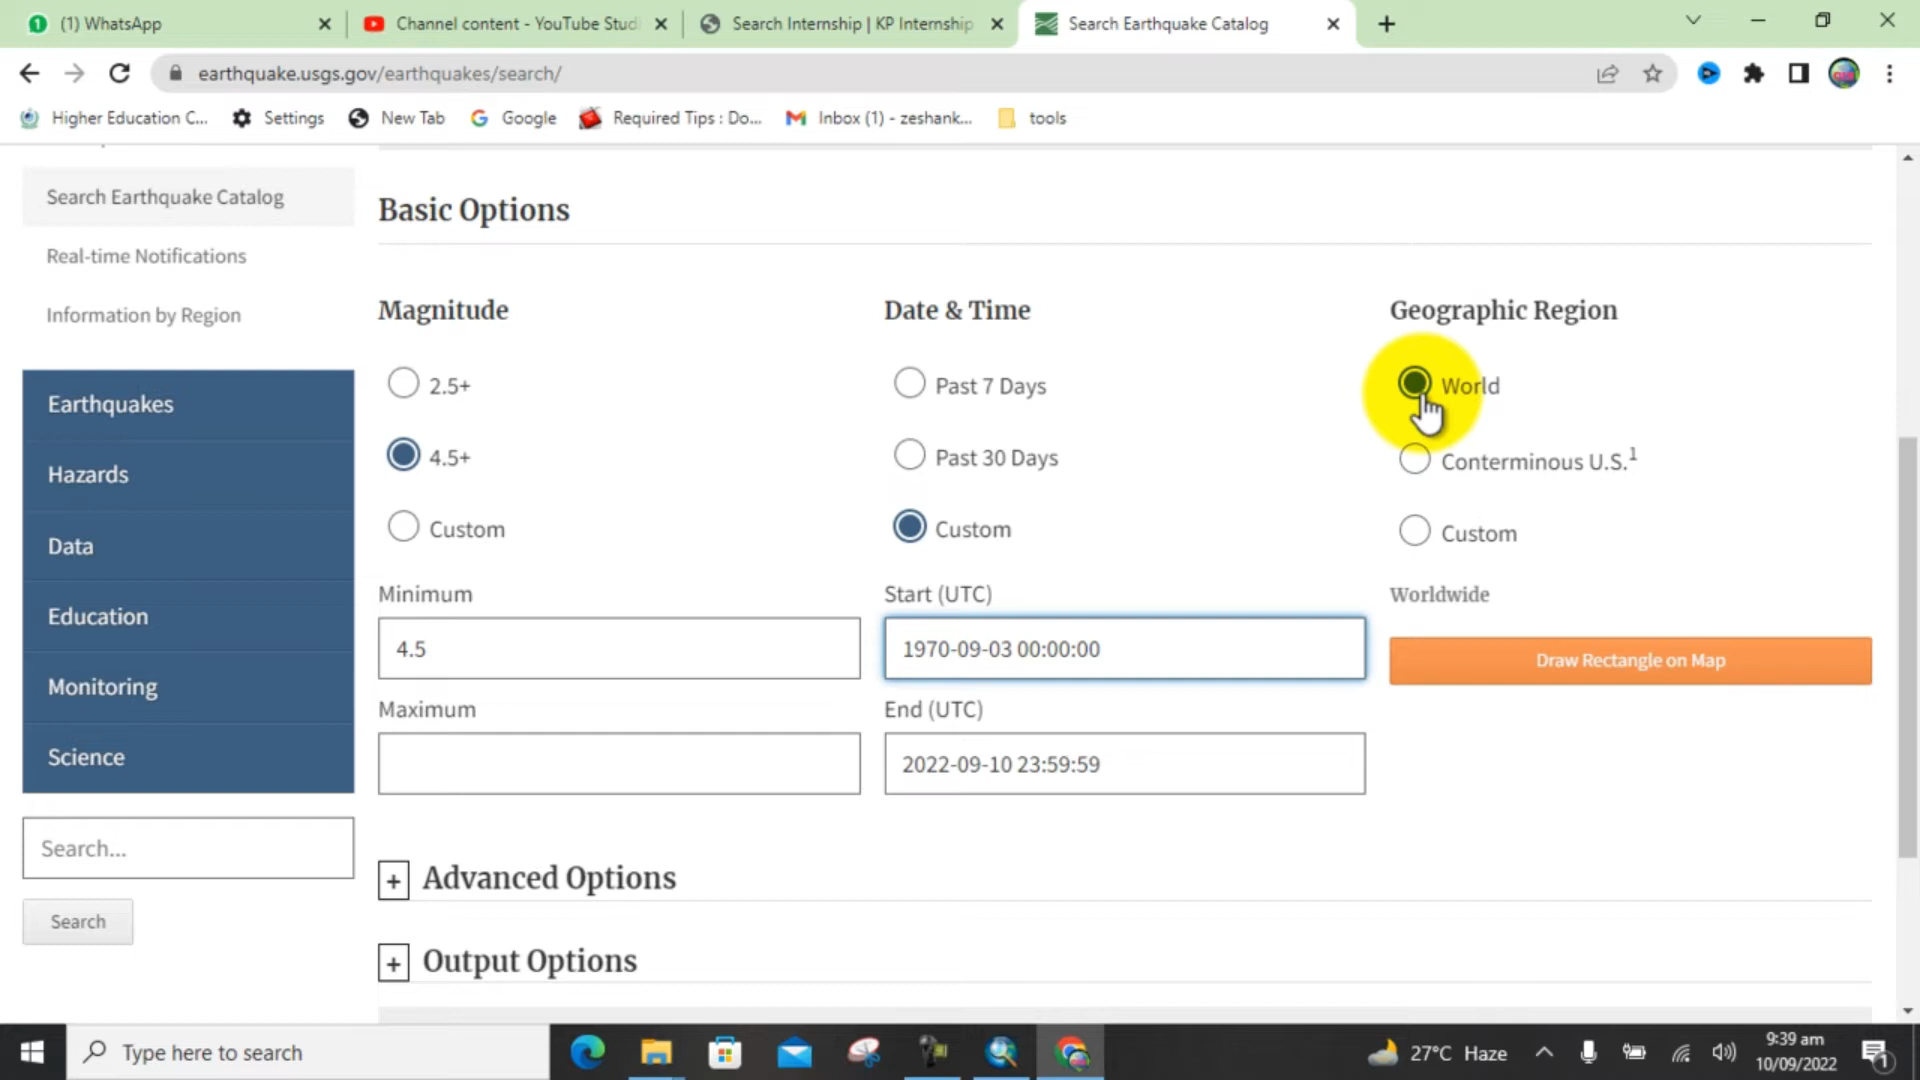 1 (1) WhatsApp
Channel content - YouTube Studi
Search Internship | KP Internship
Search Earthquake Catalog
earthquake.usgs.gov/earthquakes/search/
Higher Education C...
Settings
New Tab
Google
Required Tips : Do...
Inbox (1) - zeshank...
tools
Search Earthquake Catalog
Real-time Notifications
Information by Region
Earthquakes
Hazards
Data
Education
Monitoring
Science
Search...
Search
Basic Options
Magnitude
2.5+
4.5+
Custom
Minimum
4.5
Maximum
Date & Time
Past 7 Days
Past 30 Days
Custom
Start (UTC)
1970-09-03 00:00:00
End (UTC)
2022-09-10 23:59:59
Geographic Region
World
Conterminous U.S.1
Custom
Worldwide
Draw Rectangle on Map
+ Advanced Options
+ Output Options
Type here to search
27°C Haze
9:39 am
10/09/2022
1